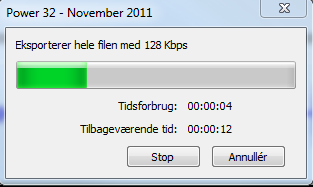 Power 32 - November 2011
Eksporterer hele filen med 128 Kbps
Tidsforbrug: 00:00:04
Tilbageværende tid: 00:00:12
Stop Annullér